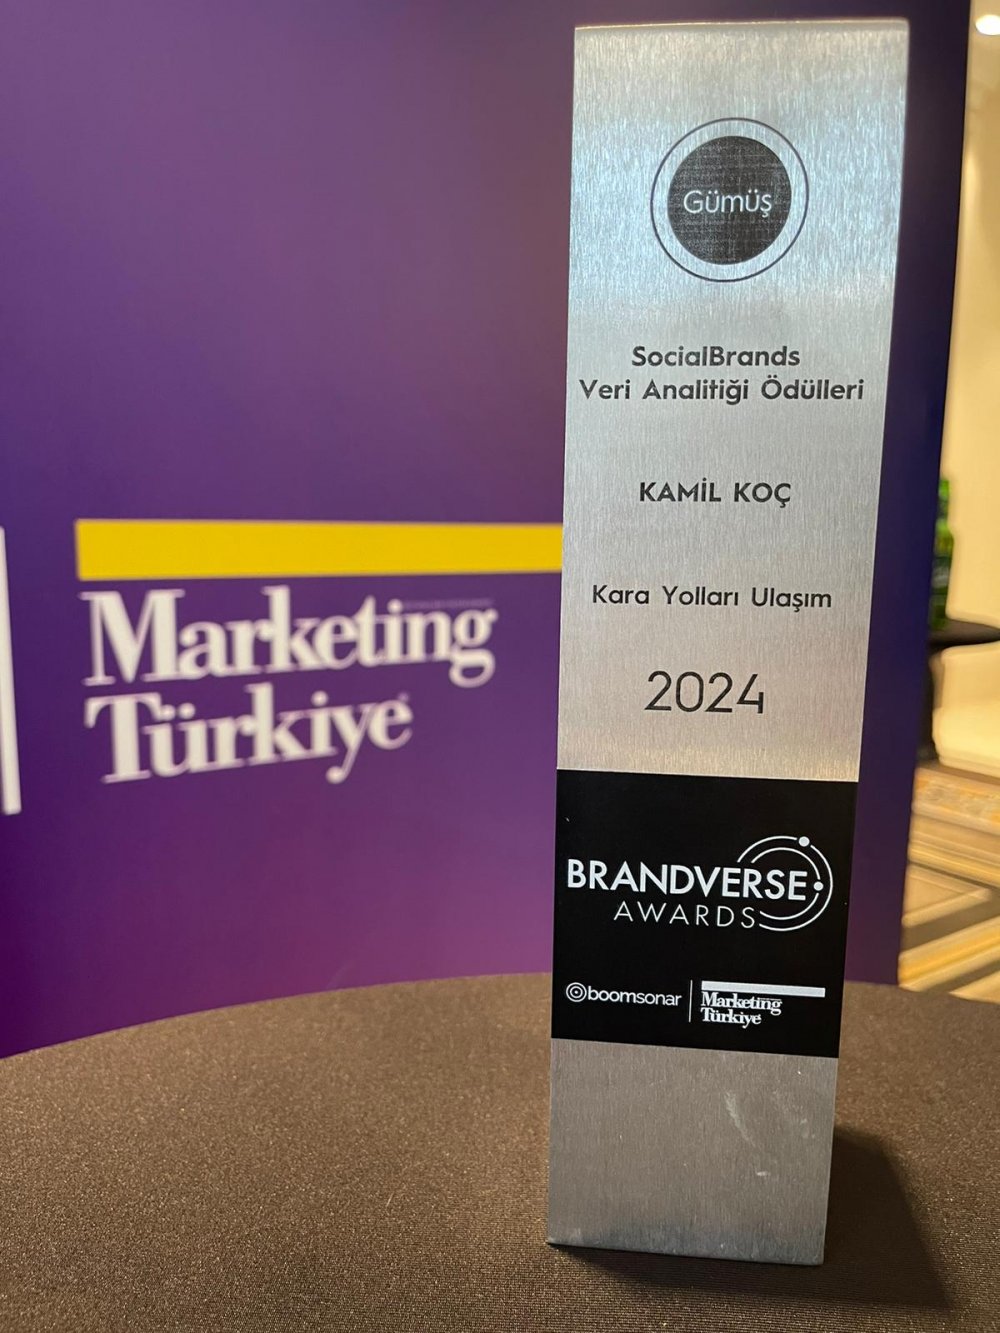 Gümüş
SocialBrands
Veri Analitiği Ödülleri
KAMİL KOÇ
Kara Yolları Ulaşım
2024
BRANDVERSE
AWARDS
boomsonar
Marketing
Türkiye
Marketing
Türkiye